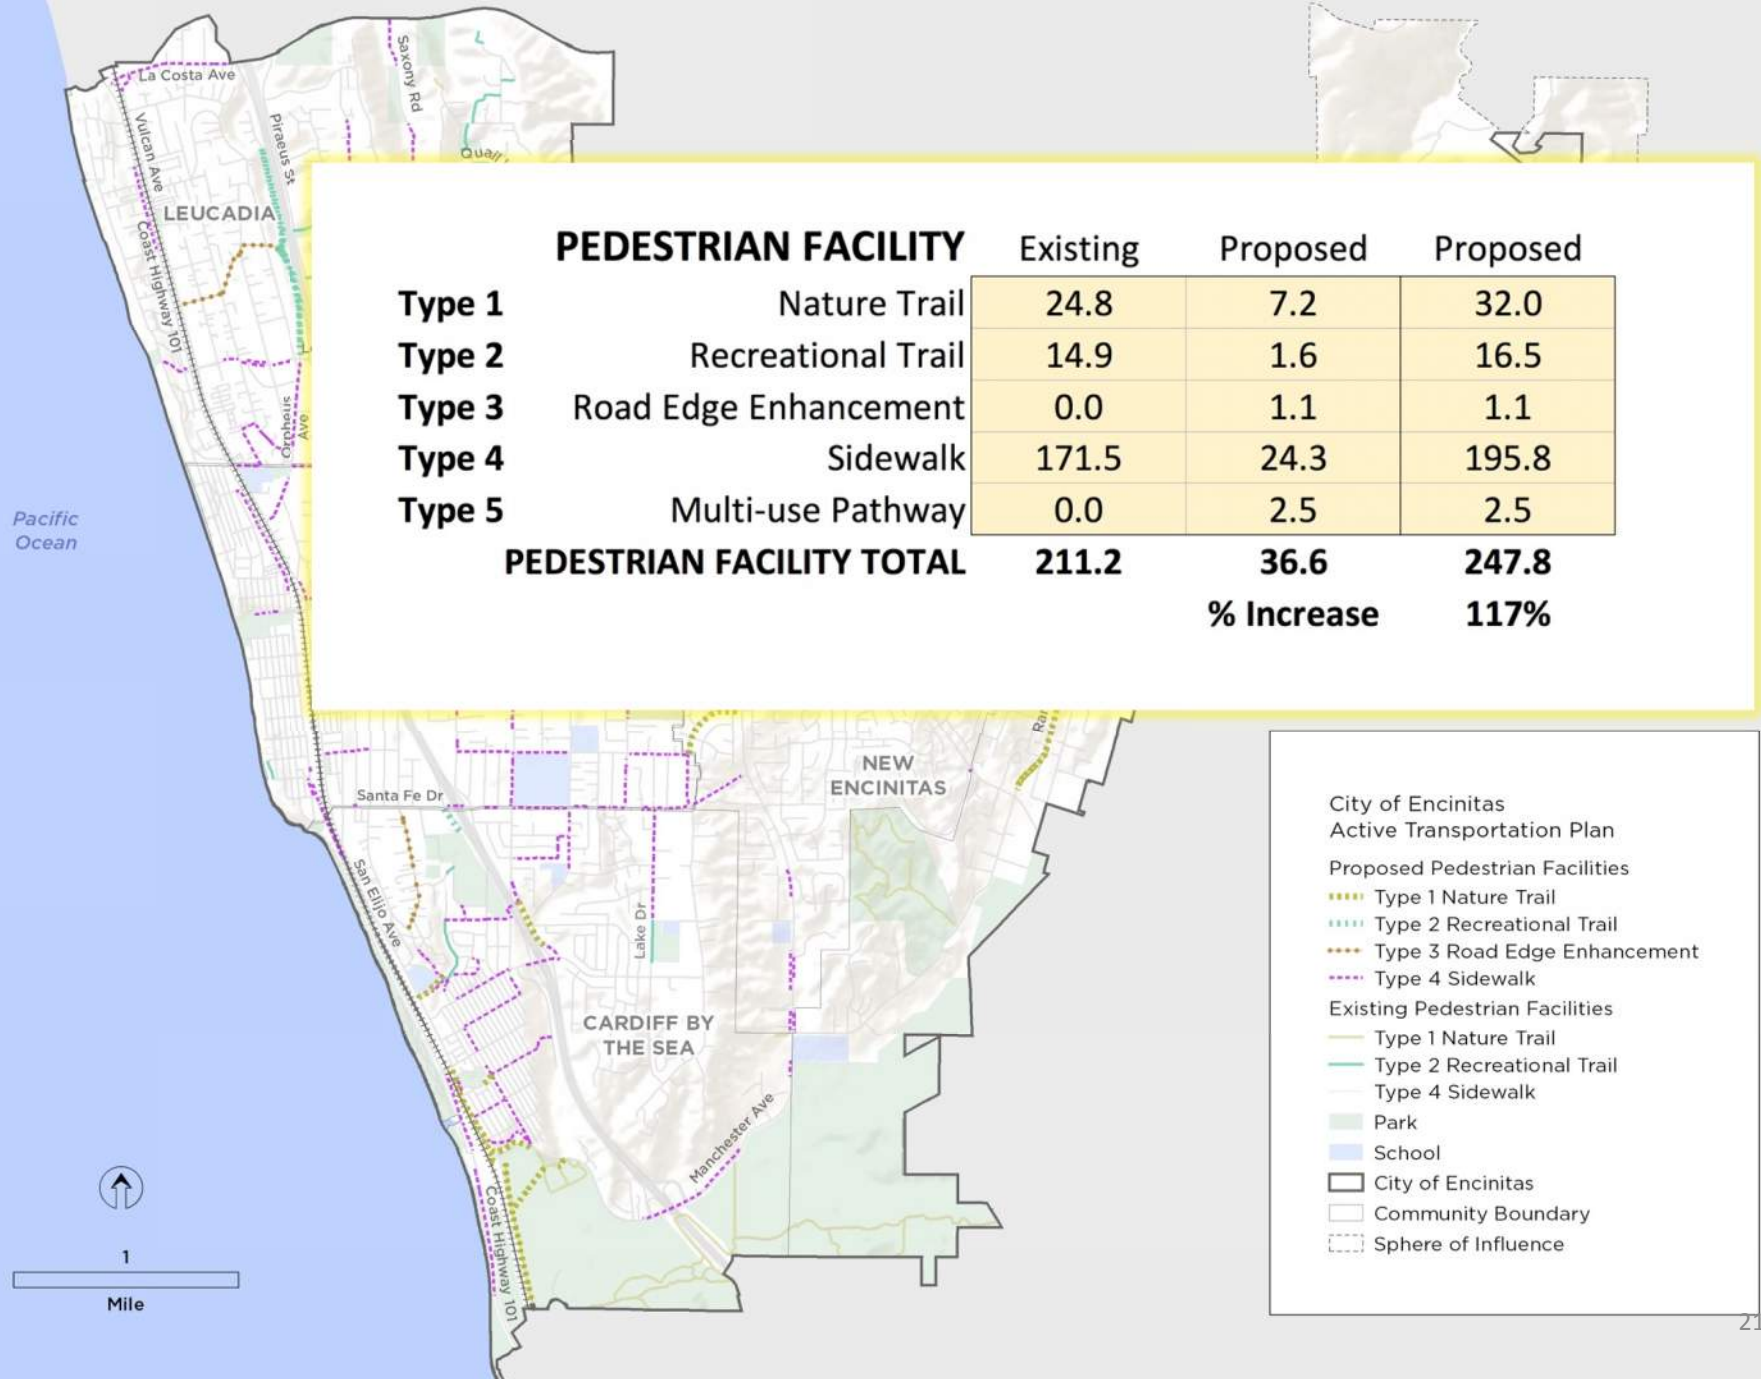 La Costa Ave
Saxony Rd
Vulcan Ave
Piraeus St
Quail
LEUCADIA
Coast Highway 101
Orpheus
Ave
Pacific
Ocean
PEDESTRIAN FACILITY Existing Proposed Proposed
Type 1 Nature Trail 24.8 7.2 32.0
Type 2 Recreational Trail 14.9 1.6 16.5
Type 3 Road Edge Enhancement 0.0 1.1 1.1
Type 4 Sidewalk 171.5 24.3 195.8
Type 5 Multi-use Pathway 0.0 2.5 2.5
PEDESTRIAN FACILITY TOTAL 211.2 36.6 247.8
% Increase 117%
Ra
NEW
ENCINITAS
Santa Fe Dr
San Elijo Ave
Lake Dr
CARDIFF BY
THE SEA
Manchester Ave
Coast Highway 101
1
Mile
City of Encinitas
Active Transportation Plan
Proposed Pedestrian Facilities
Type 1 Nature Trail
Type 2 Recreational Trail
Type 3 Road Edge Enhancement
Type 4 Sidewalk
Existing Pedestrian Facilities
Type 1 Nature Trail
Type 2 Recreational Trail
Type 4 Sidewalk
Park
School
City of Encinitas
Community Boundary
Sphere of Influence
21